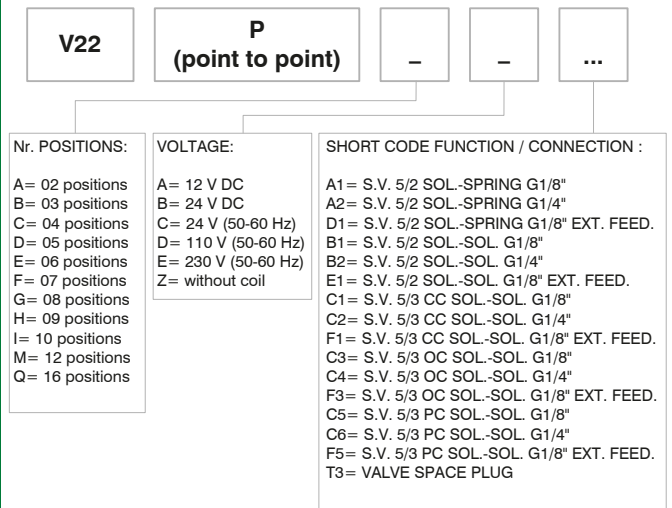 V22
P
(point to point)
_
_
...
Nr. POSITIONS:
A= 02 positions
B= 03 positions
C= 04 positions
D= 05 positions
E= 06 positions
F= 07 positions
G= 08 positions
H= 09 positions
I= 10 positions
M= 12 positions
Q= 16 positions
VOLTAGE:
A= 12 V DC
B= 24 V DC
C= 24 V (50-60 Hz)
D= 110 V (50-60 Hz)
E= 230 V (50-60 Hz)
Z= without coil
SHORT CODE FUNCTION / CONNECTION :
A1= S.V. 5/2 SOL.-SPRING G1/8"
A2= S.V. 5/2 SOL.-SPRING G1/4"
D1= S.V. 5/2 SOL.-SPRING G1/8" EXT. FEED.
B1= S.V. 5/2 SOL.-SOL. G1/8"
B2= S.V. 5/2 SOL.-SOL. G1/4"
E1= S.V. 5/2 SOL.-SOL. G1/8" EXT. FEED.
C1= S.V. 5/3 CC SOL.-SOL. G1/8"
C2= S.V. 5/3 CC SOL.-SOL. G1/4"
F1= S.V. 5/3 CC SOL.-SOL. G1/8" EXT. FEED.
C3= S.V. 5/3 OC SOL.-SOL. G1/8"
C4= S.V. 5/3 OC SOL.-SOL. G1/4"
F3= S.V. 5/3 OC SOL.-SOL. G1/8" EXT. FEED.
C5= S.V. 5/3 PC SOL.-SOL. G1/8"
C6= S.V. 5/3 PC SOL.-SOL. G1/4"
F5= S.V. 5/3 PC SOL.-SOL. G1/8" EXT. FEED.
T3= VALVE SPACE PLUG